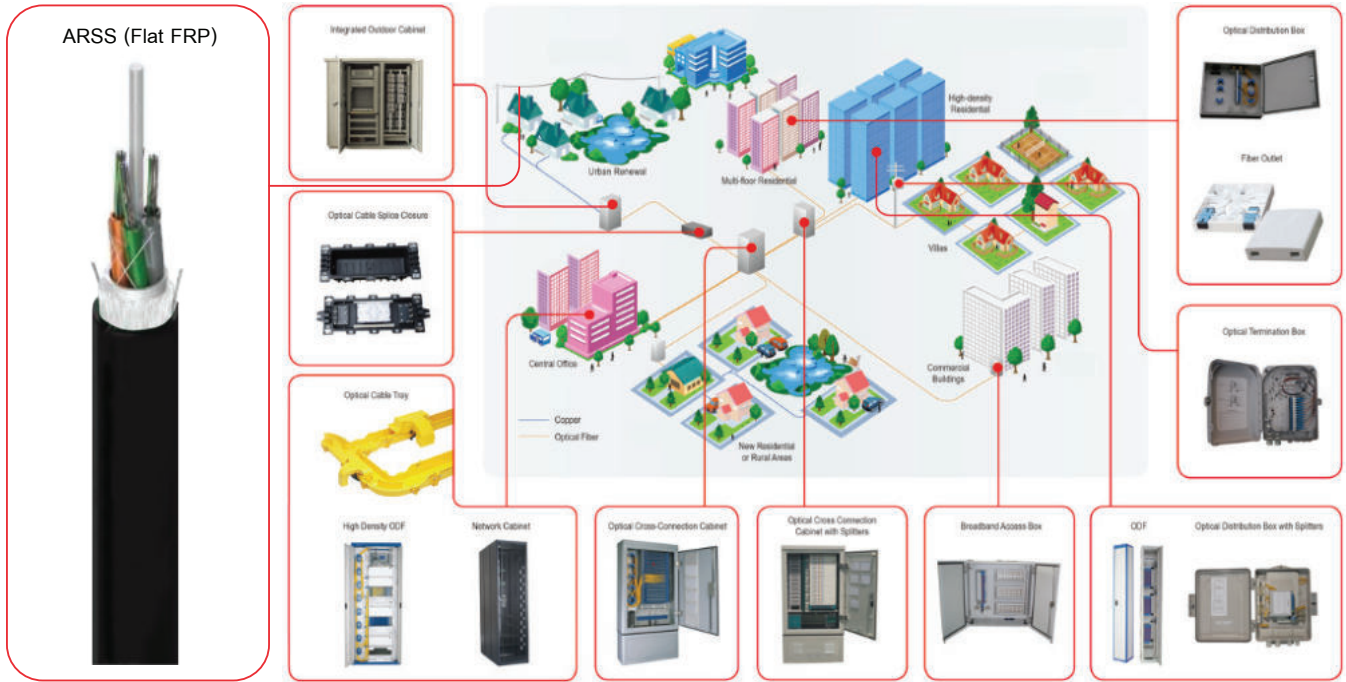 ARSS (Flat FRP)
Integrated Outdoor Cabinet
Optical Cable Splice Closure
Optical Cable Tray
High Density ODF
Network Cabinet
Urban Renewal
Multi-floor Residential
High-density
Residential
Villas
Central Office
Commercial
Buildings
Copper
Optical Fiber
New Residential
or Rural Areas
Optical Distribution Box
Fiber Outlet
Optical Termination Box
Optical Cross-Connection Cabinet
Optical Cross Connection
Cabinet with Splitters
Broadband Access Box
ODF
Optical Distribution Box with Splitters